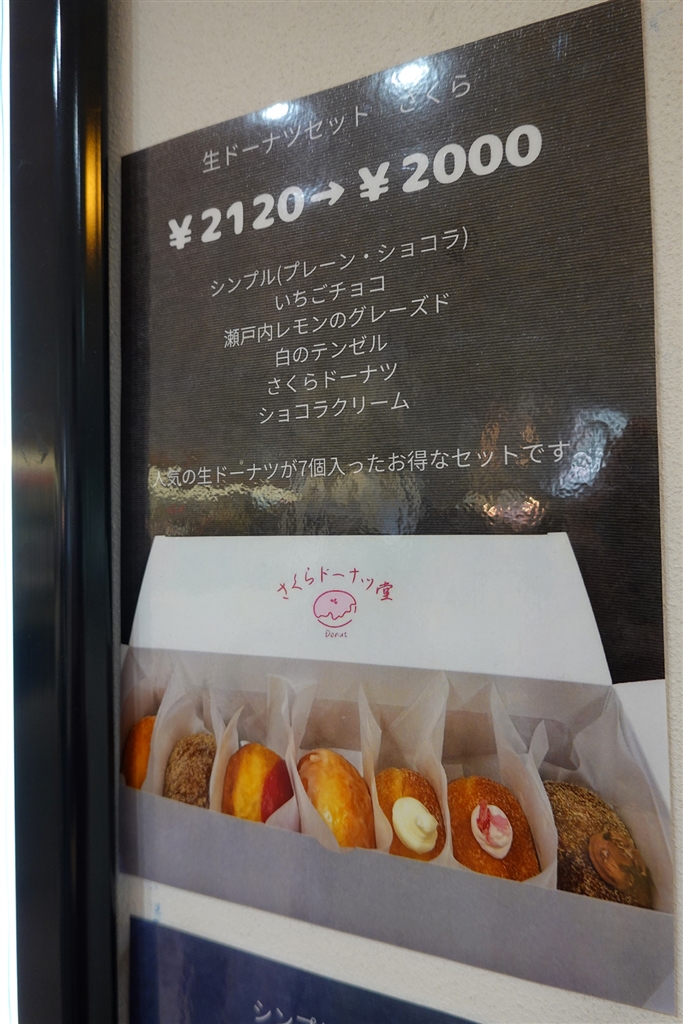 生ドーナツセット　さくら
¥2120→¥2000
シンプル(プレーン・ショコラ)
いちごチョコ
瀬戸内レモンのグレーズド
白のテンゼル
さくらドーナツ
ショコラクリーム
人気の生ドーナツが7個入ったお得なセットです
さくらドーナツ堂
Donut
シンプ